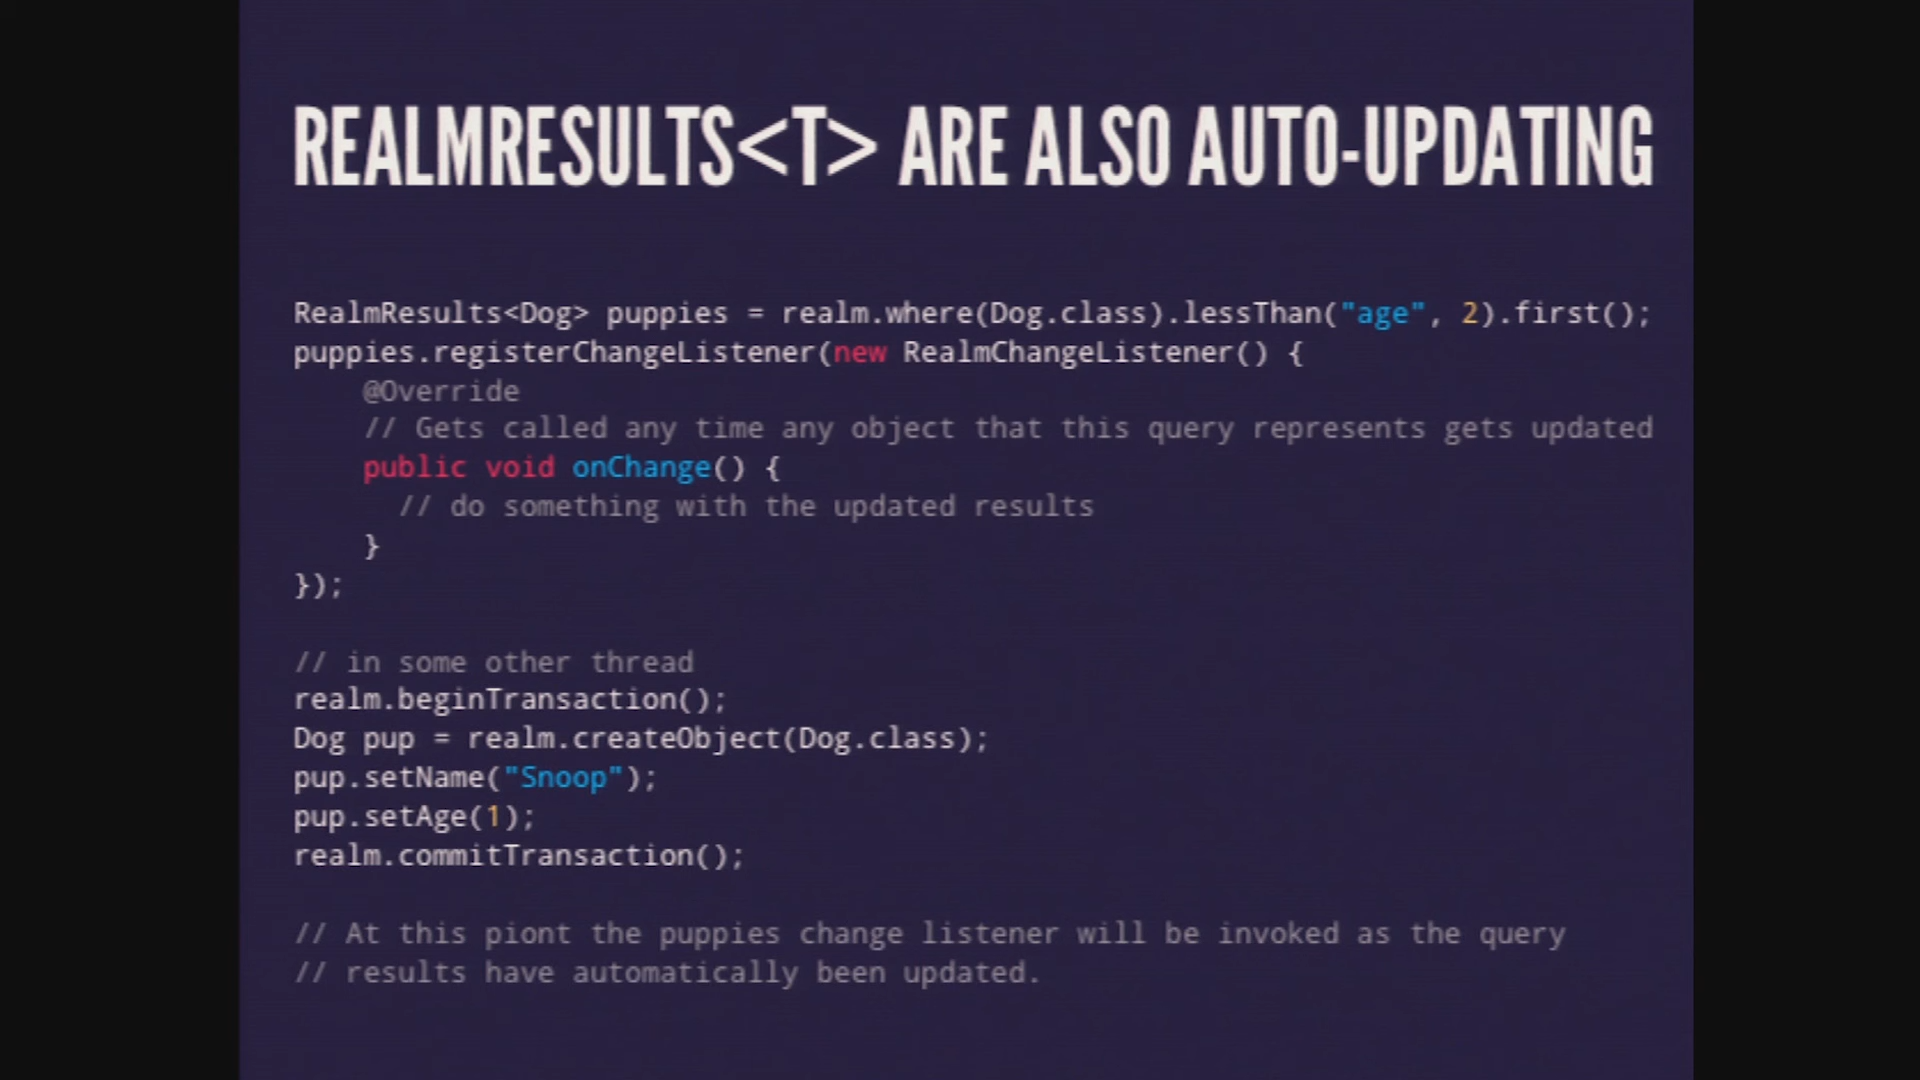 REALMRESULTS<T> ARE ALSO AUTO-UPDATING
RealmResults<Dog> puppies = realm.where(Dog.class).lessThan("age", 2).first();
puppies.registerChangeListener(new RealmChangeListener() {
    @Override
    // Gets called any time any object that this query represents gets updated
    public void onChange() {
      // do something with the updated results
    }
});
// in some other thread
realm.beginTransaction();
Dog pup = realm.createObject(Dog.class);
pup.setName("Snoop");
pup.setAge(1);
realm.commitTransaction();
// At this piont the puppies change listener will be invoked as the query
// results have automatically been updated.